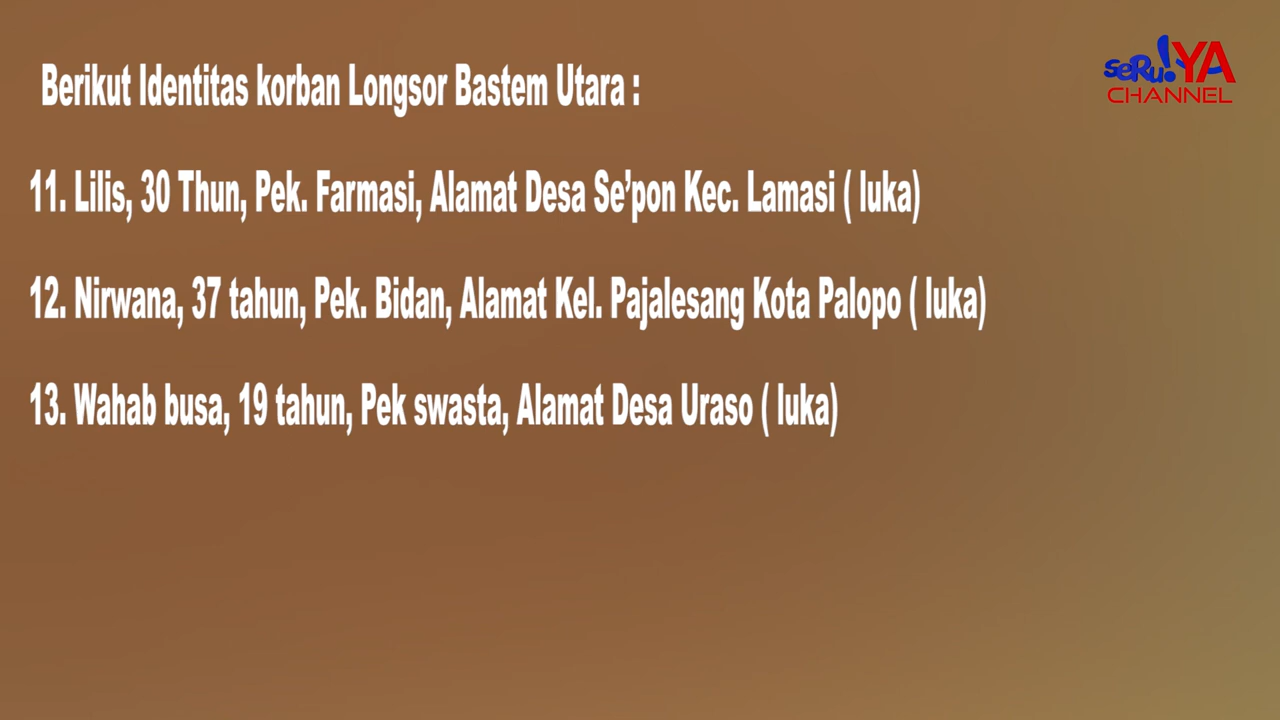 Berikut Identitas korban Longsor Bastem Utara :
seRu!YA
CHANNEL
11. Lilis, 30 Thun, Pek. Farmasi, Alamat Desa Se’pon Kec. Lamasi ( luka)
12. Nirwana, 37 tahun, Pek. Bidan, Alamat Kel. Pajalesang Kota Palopo ( luka)
13. Wahab busa, 19 tahun, Pek swasta, Alamat Desa Uraso ( luka)